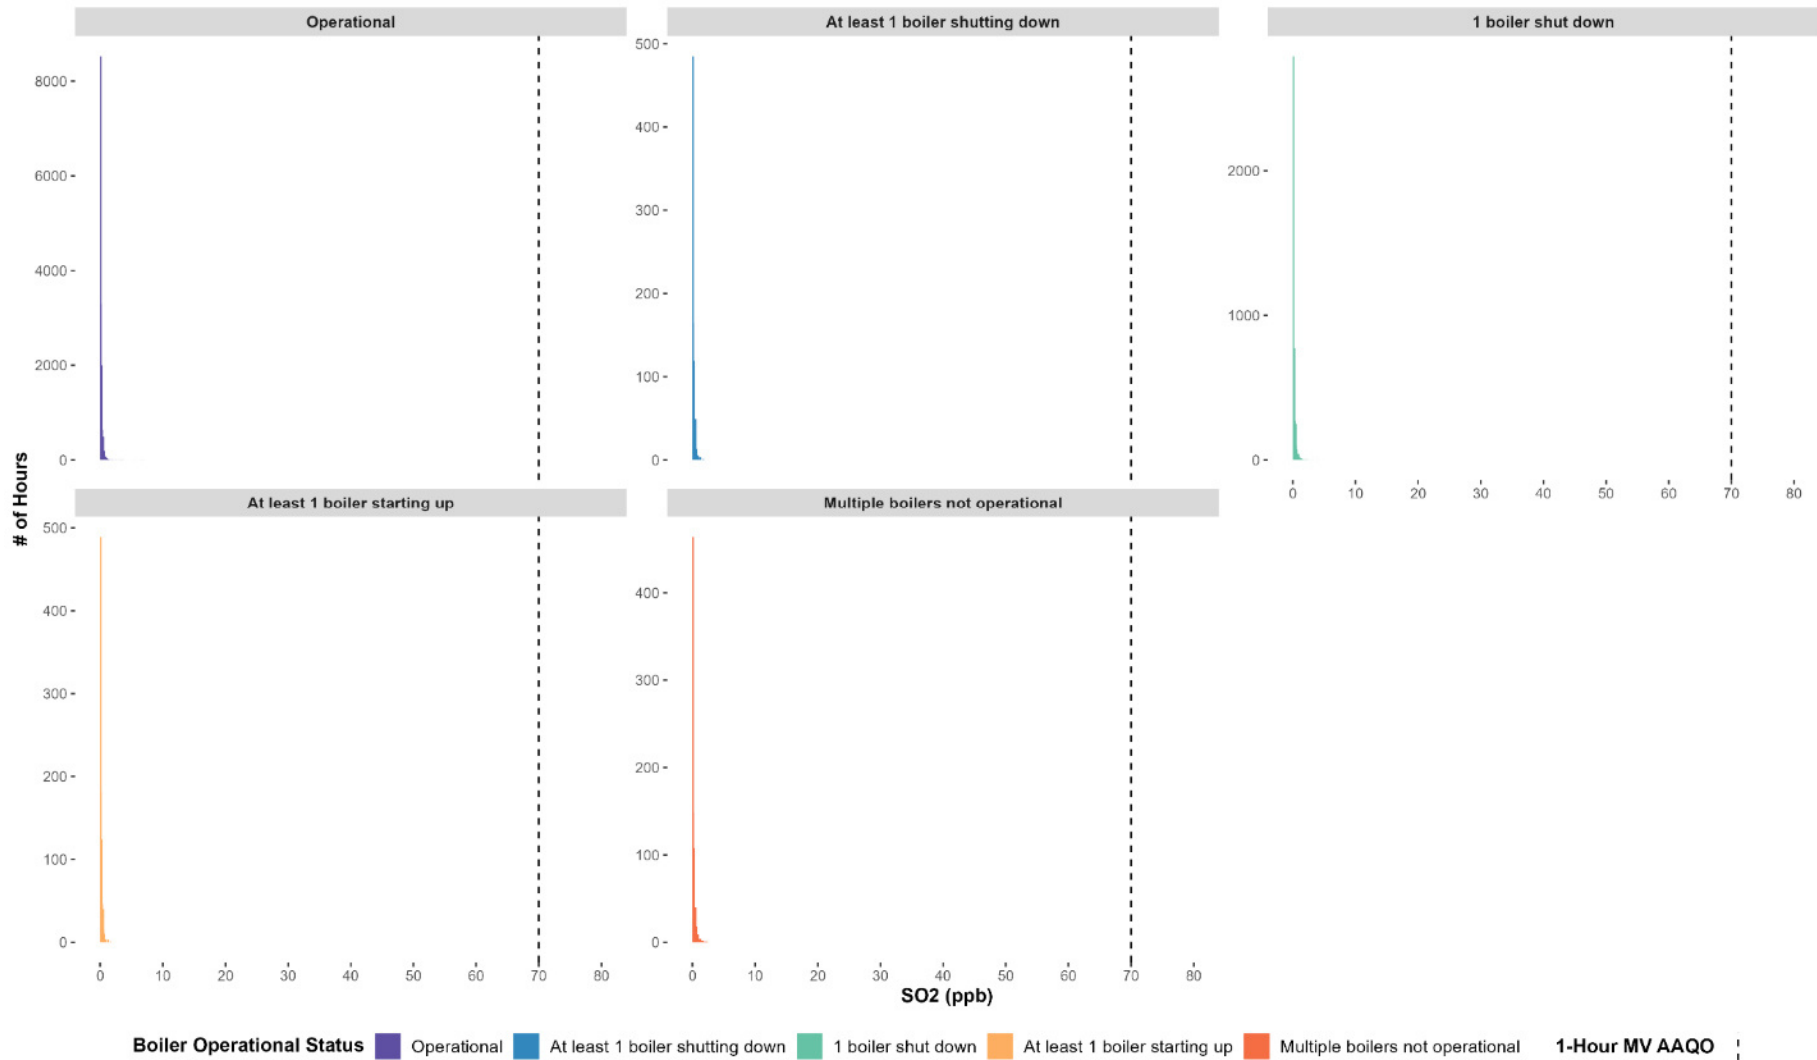 Operational
At least 1 boiler shutting down
1 boiler shut down
8000
6000
4000
2000
0
500
400
300
200
100
0
2000
1000
0
0 10 20 30 40 50 60 70 80
At least 1 boiler starting up
Multiple boilers not operational
# of Hours
500
400
300
200
100
0
400
300
200
100
0
0 10 20 30 40 50 60 70 80
0 10 20 30 40 50 60 70 80
SO2 (ppb)
Boiler Operational Status Operational At least 1 boiler shutting down 1 boiler shut down At least 1 boiler starting up Multiple boilers not operational 1-Hour MV AAQO